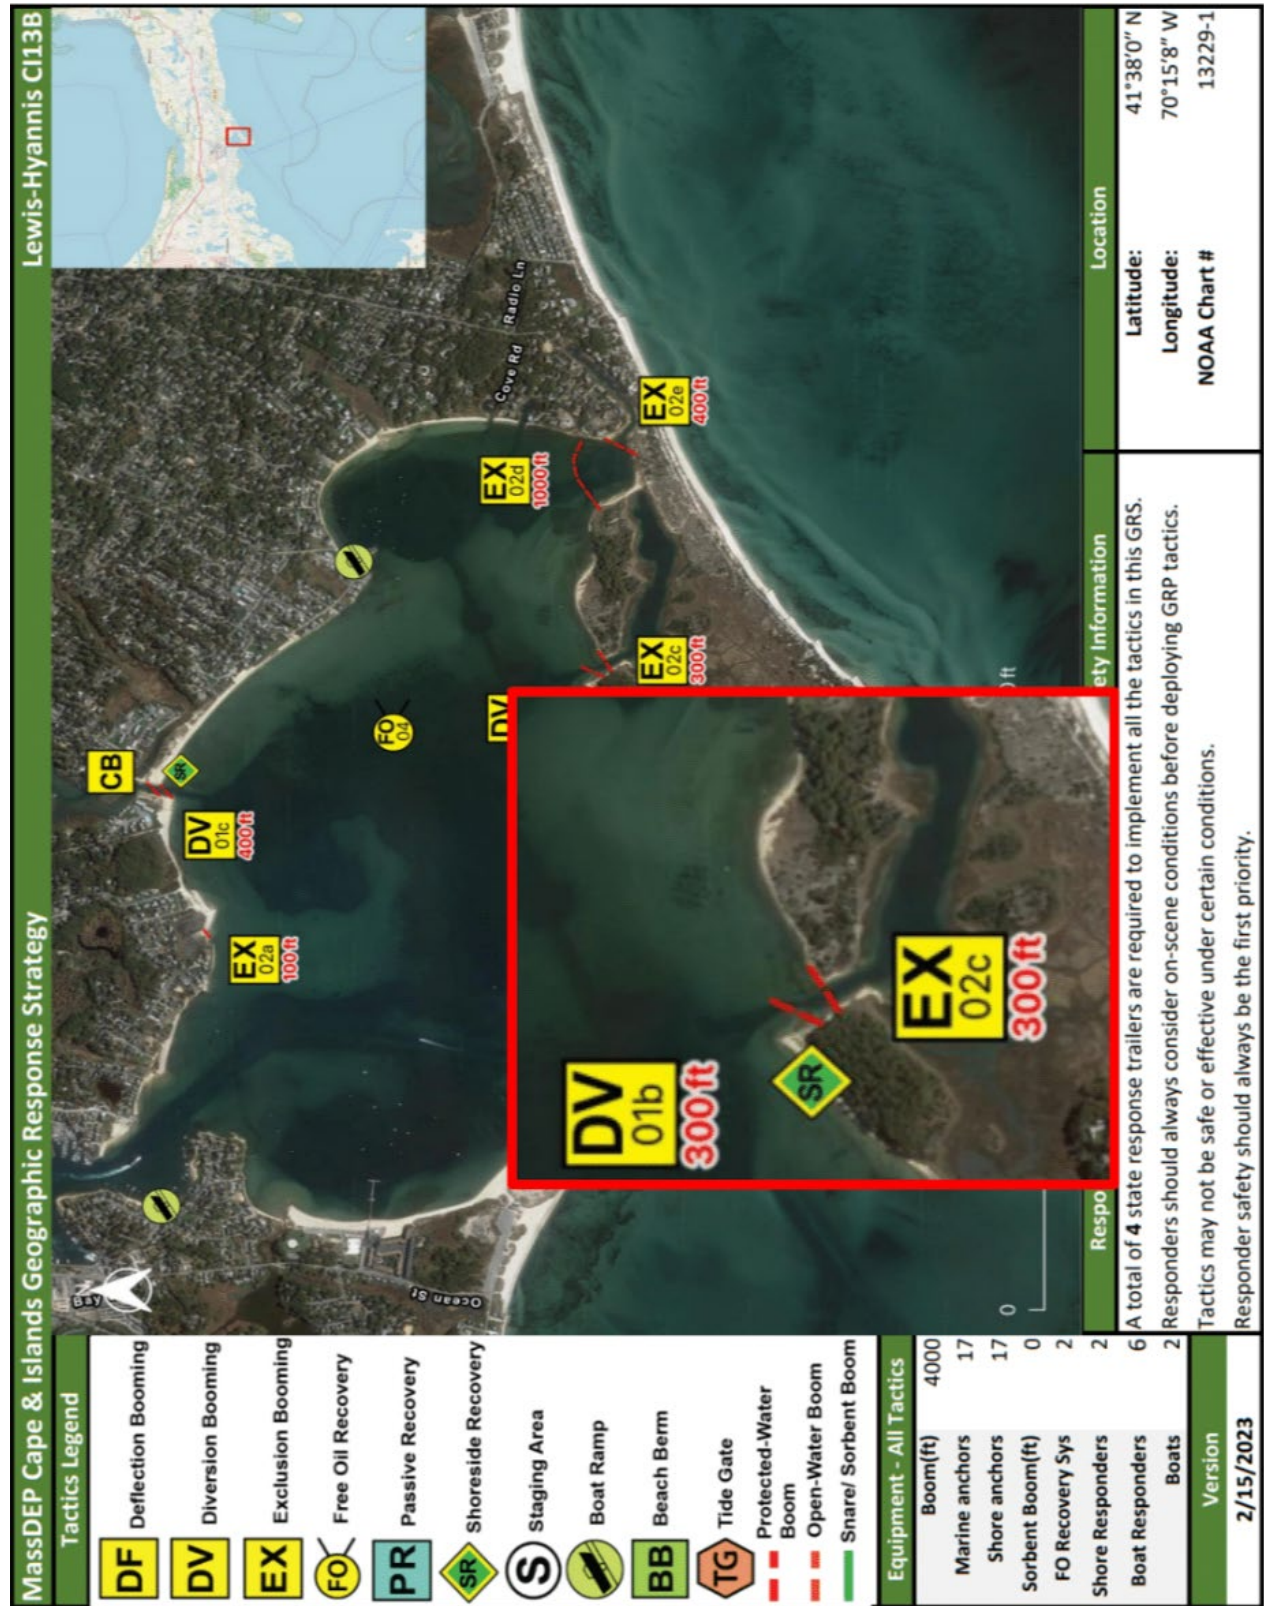 MassDEP Cape & Islands Geographic Response Strategy
Lewis-Hyannis CI13B
Tactics Legend
DF Deflection Booming
DV Diversion Booming
EX Exclusion Booming
FO Free Oil Recovery
PR Passive Recovery
SR Shoreside Recovery
S Staging Area
Boat Ramp
BB Beach Berm
TG Tide Gate
Protected-Water
Boom
Open-Water Boom
Snare/ Sorbent Boom
Bay
N
Ocean St
EX
02a
100 ft
DV
01c
400 ft
CB
SR
FO
04
DV
EX
02c
300 ft
EX
02d
1000 ft
Cove Rd
Radio Ln
EX
02e
400 ft
DV
01b
300 ft
SR
EX
02c
300 ft
0
0 ft
Equipment - All Tactics
Boom(ft) 4000
Marine anchors 17
Shore anchors 17
Sorbent Boom(ft) 0
FO Recovery Sys 2
Shore Responders 2
Boat Responders 6
Boats 2
Version
2/15/2023
Respo
ety Information
A total of 4 state response trailers are required to implement all the tactics in this GRS.
Responders should always consider on-scene conditions before deploying GRP tactics.
Tactics may not be safe or effective under certain conditions.
Responder safety should always be the first priority.
Location
Latitude: 41°38'0" N
Longitude: 70°15'8" W
NOAA Chart # 13229-1